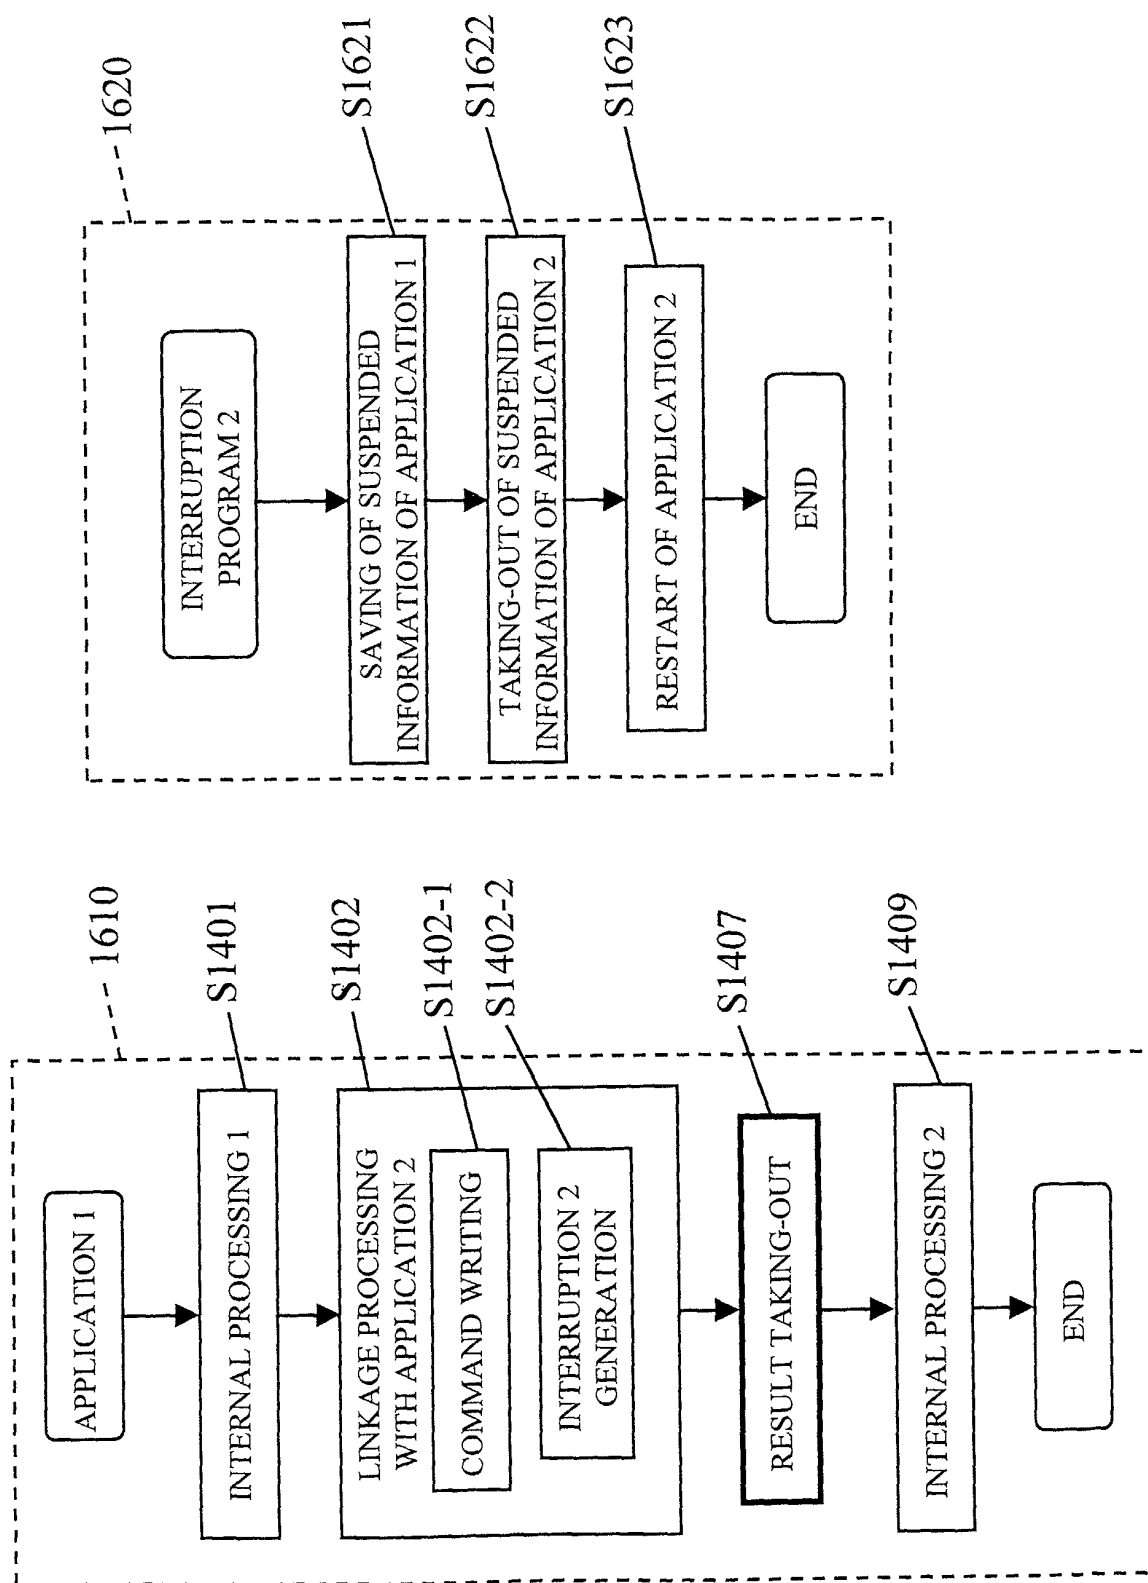 1610
APPLICATION 1
INTERNAL PROCESSING 1
S1401
LINKAGE PROCESSING
WITH APPLICATION 2
S1402
COMMAND WRITING
S1402-1
INTERRUPTION 2
GENERATION
S1402-2
RESULT TAKING-OUT
S1407
INTERNAL PROCESSING 2
S1409
END
1620
INTERRUPTION
PROGRAM 2
SAVING OF SUSPENDED
INFORMATION OF APPLICATION 1
S1621
TAKING-OUT OF SUSPENDED
INFORMATION OF APPLICATION 2
S1622
RESTART OF APPLICATION 2
S1623
END